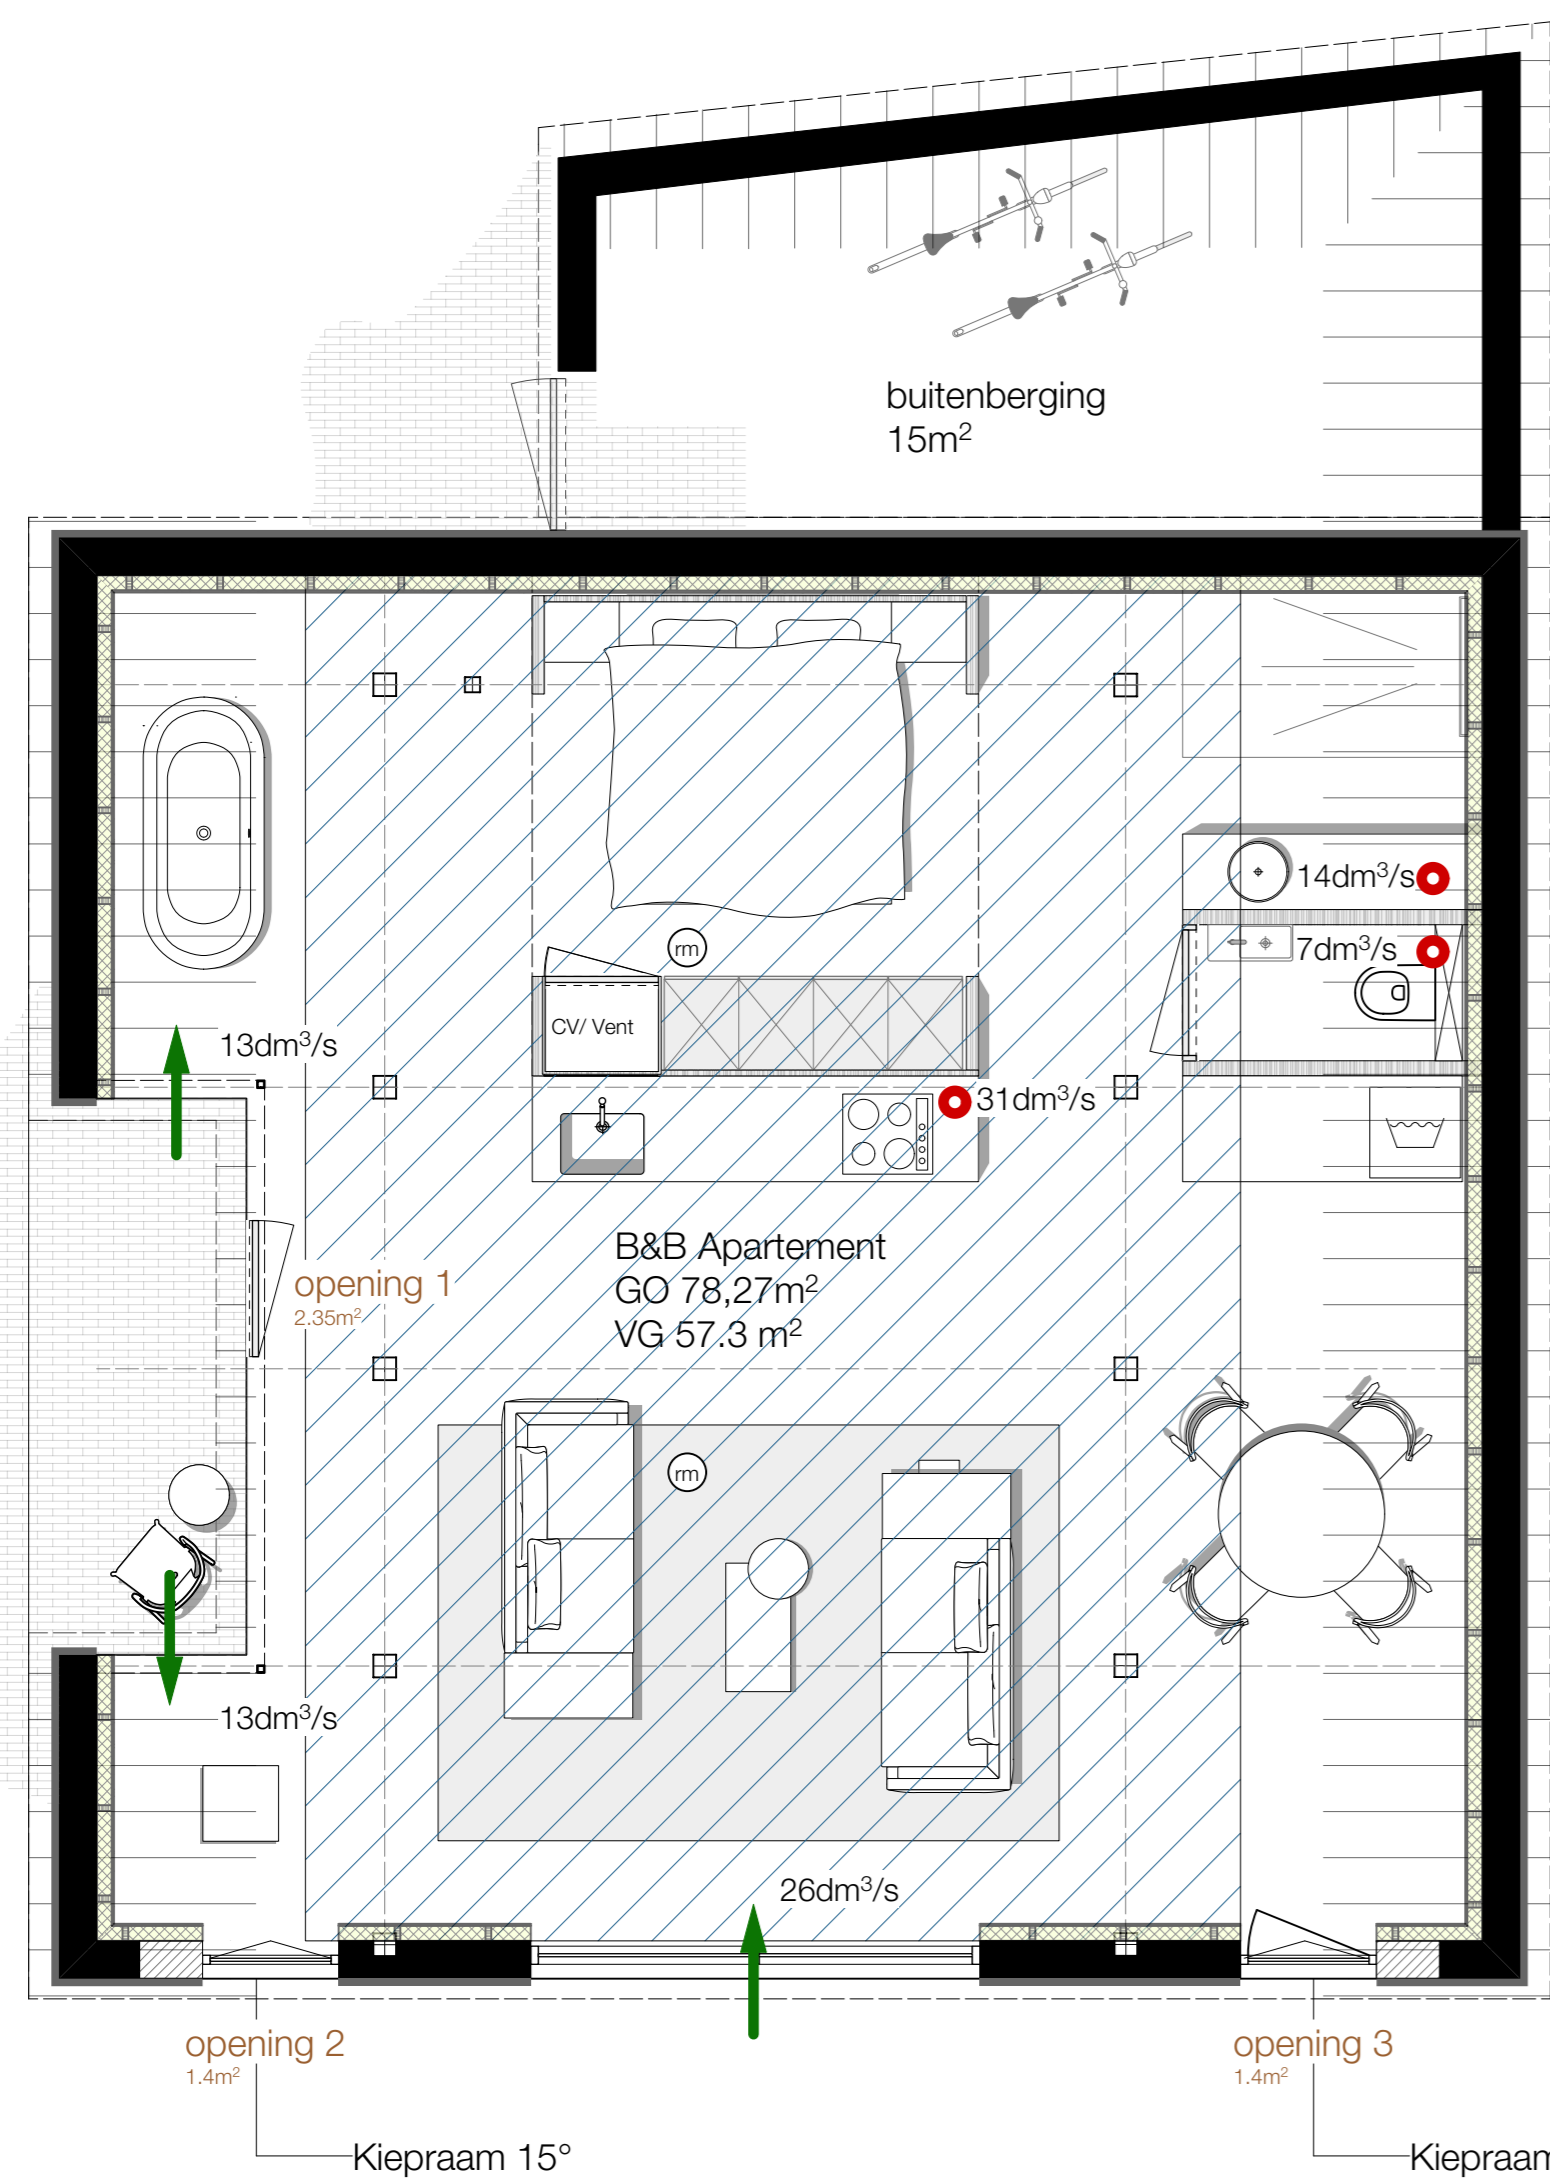 buitenberging
15m²
14dm³/s
rm
7dm³/s
CV/ Vent
13dm³/s
31dm³/s
B&B Apartement
GO 78,27m²
VG 57.3 m²
opening 1
2.35m²
rm
13dm³/s
26dm³/s
opening 2
1.4m²
opening 3
1.4m²
Kiepraam 15°
Kiepraam